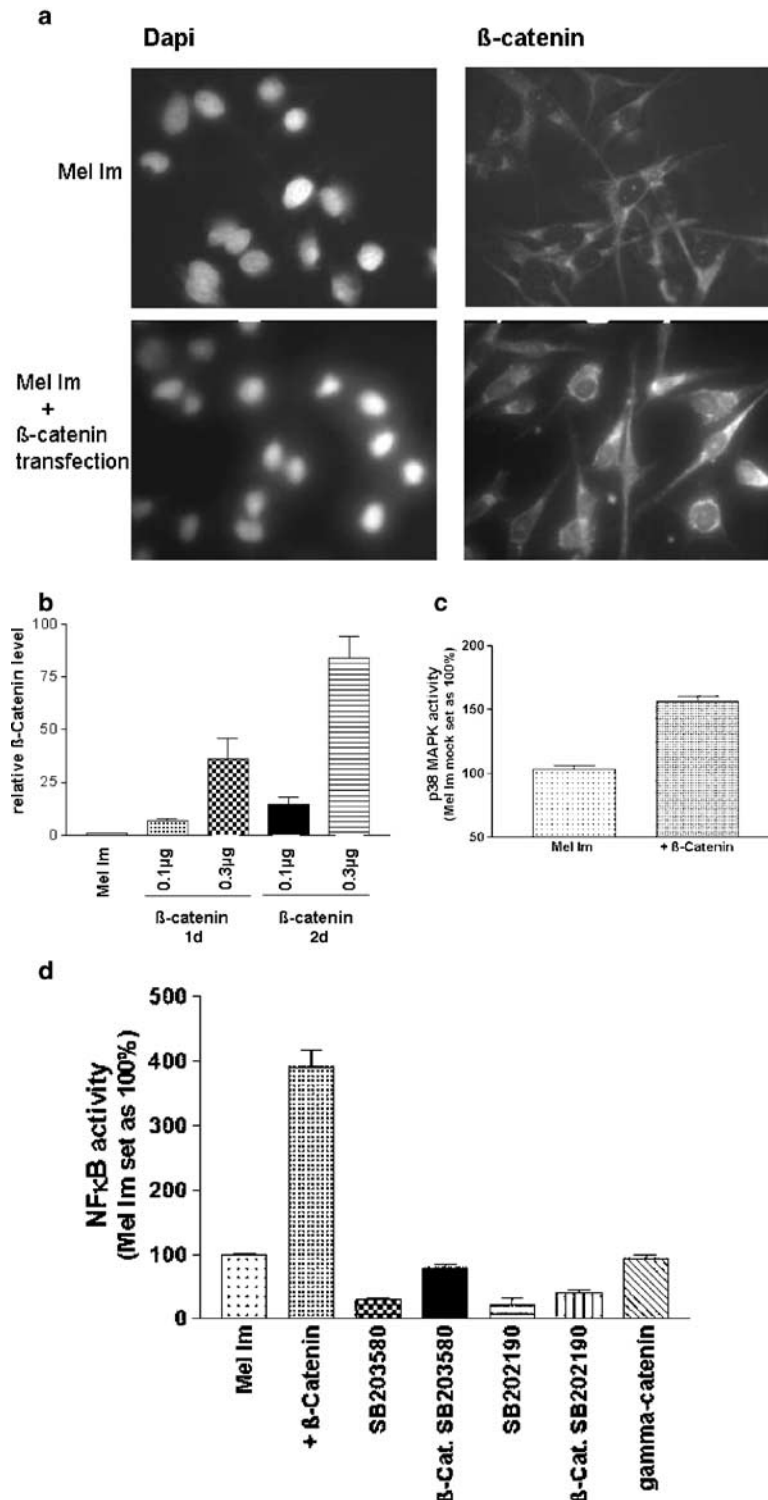 a
Dapi ß-catenin
Mel Im
Mel Im
+
ß-catenin
transfection
b
relative ß-Catenin level
100
75
50
25
0
Mel Im
0.1µg
0.3µg
0.1µg
0.3µg
ß-catenin
1d
ß-catenin
2d
c
p38 MAPK activity
(Mel Im mock set as 100%)
200
150
100
50
Mel Im
+ ß-Catenin
d
NFκB activity
(Mel Im set as 100%)
500
400
300
200
100
0
Mel Im
+ ß-Catenin
SB203580
ß-Cat. SB203580
SB202190
ß-Cat. SB202190
gamma-catenin